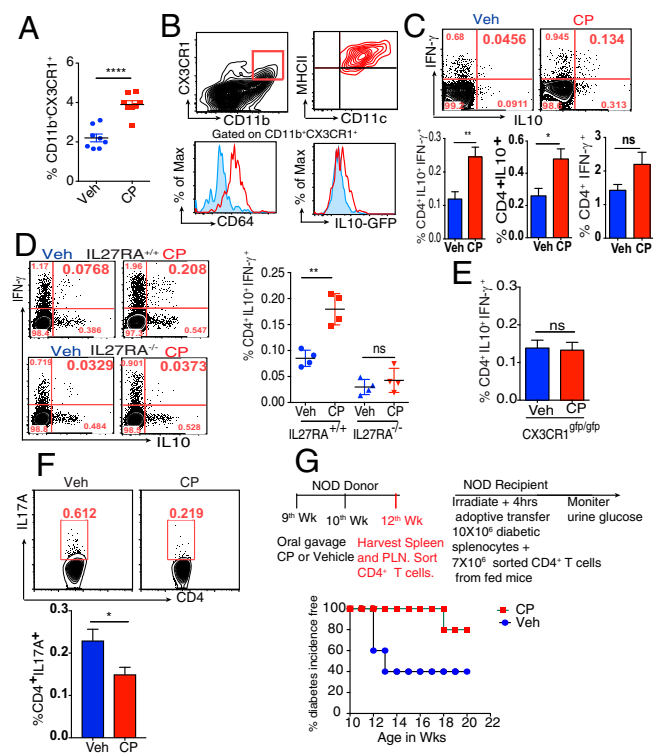 A
% CD11b⁺CX3CR1⁺
****
6
4
2
0
Veh
CP
B
CX3CR1
CD11b
MHCII
CD11c
Gated on CD11b⁺CX3CR1⁺
% of Max
CD64
% of Max
IL10-GFP
C
Veh
CP
IFN-γ
0.68
0.0456
99.2
0.0911
0.945
0.134
98.6
0.313
IL10
% CD4⁺IL10⁺ IFN-γ⁺
**
0.4
0.3
0.2
0.1
0.0
Veh CP
% CD4+IL10+
*
0.8
0.6
0.4
0.2
0.0
Veh CP
% CD4⁺ IFN-γ⁺
ns
4
3
2
1
0
Veh CP
D
Veh IL27RA⁺/⁺ CP
IFN-γ
1.17
0.0768
98.4
0.386
1.96
0.208
97.3
0.547
Veh IL27RA⁻/⁻ CP
0.719
0.0329
98.8
0.484
0.901
0.0373
0.528
IL10
% CD4⁺ IL10⁺ IFN-γ⁺
**
ns
0.25
0.20
0.15
0.10
0.05
0.00
Veh CP Veh CP
IL27RA⁺/⁺ IL27RA⁻/⁻
E
% CD4⁺ IL10⁺ IFN-γ⁺
ns
0.3
0.2
0.1
0.0
Veh CP
CX3CR1gfp/gfp
F
Veh
CP
IL17A
0.612
0.219
CD4
%CD4+IL17A+
*
0.3
0.2
0.1
0.0
Veh CP
G
NOD Donor
9th Wk
10th Wk
12th Wk
Oral gavage
CP or Vehicle
Harvest Spleen
and PLN. Sort
CD4⁺ T cells.
NOD Recipient
Irradiate + 4hrs
adoptive transfer
10X10⁶ diabetic
splenocytes +
7X10⁶ sorted CD4⁺ T cells
from fed mice
Moniter
urine glucose
% diabetes incidence free
100
80
60
40
20
0
10 12 14 16 18 20 22
Age in Wks
CP
Veh